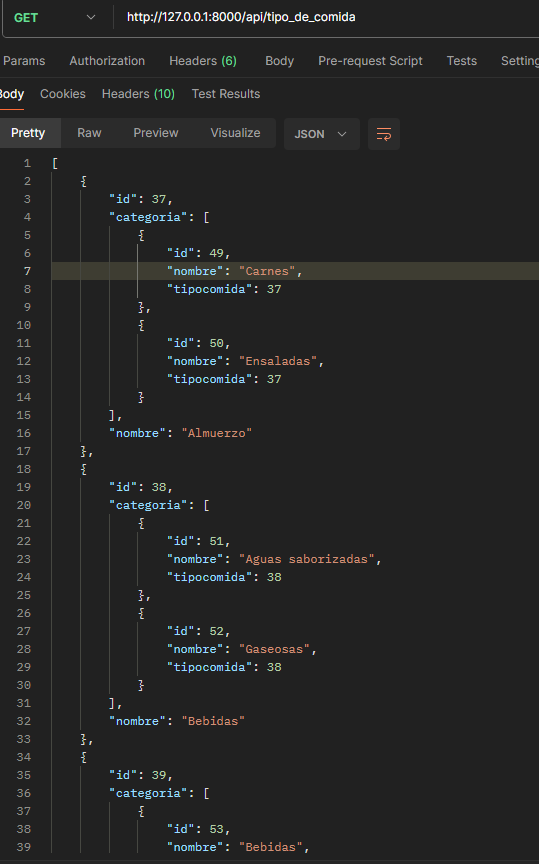 GET http://127.0.0.1:8000/api/tipo_de_comida
Params Authorization Headers (6) Body Pre-request Script Tests Setting
Body Cookies Headers (10) Test Results
Pretty Raw Preview Visualize JSON
1 [
2 {
3 "id": 37,
4 "categoria": [
5 {
6 "id": 49,
7 "nombre": "Carnes",
8 "tipocomida": 37
9 },
10 {
11 "id": 50,
12 "nombre": "Ensaladas",
13 "tipocomida": 37
14 }
15 ],
16 "nombre": "Almuerzo"
17 },
18 {
19 "id": 38,
20 "categoria": [
21 {
22 "id": 51,
23 "nombre": "Aguas saborizadas",
24 "tipocomida": 38
25 },
26 {
27 "id": 52,
28 "nombre": "Gaseosas",
29 "tipocomida": 38
30 }
31 ],
32 "nombre": "Bebidas"
33 },
34 {
35 "id": 39,
36 "categoria": [
37 {
38 "id": 53,
39 "nombre": "Bebidas",